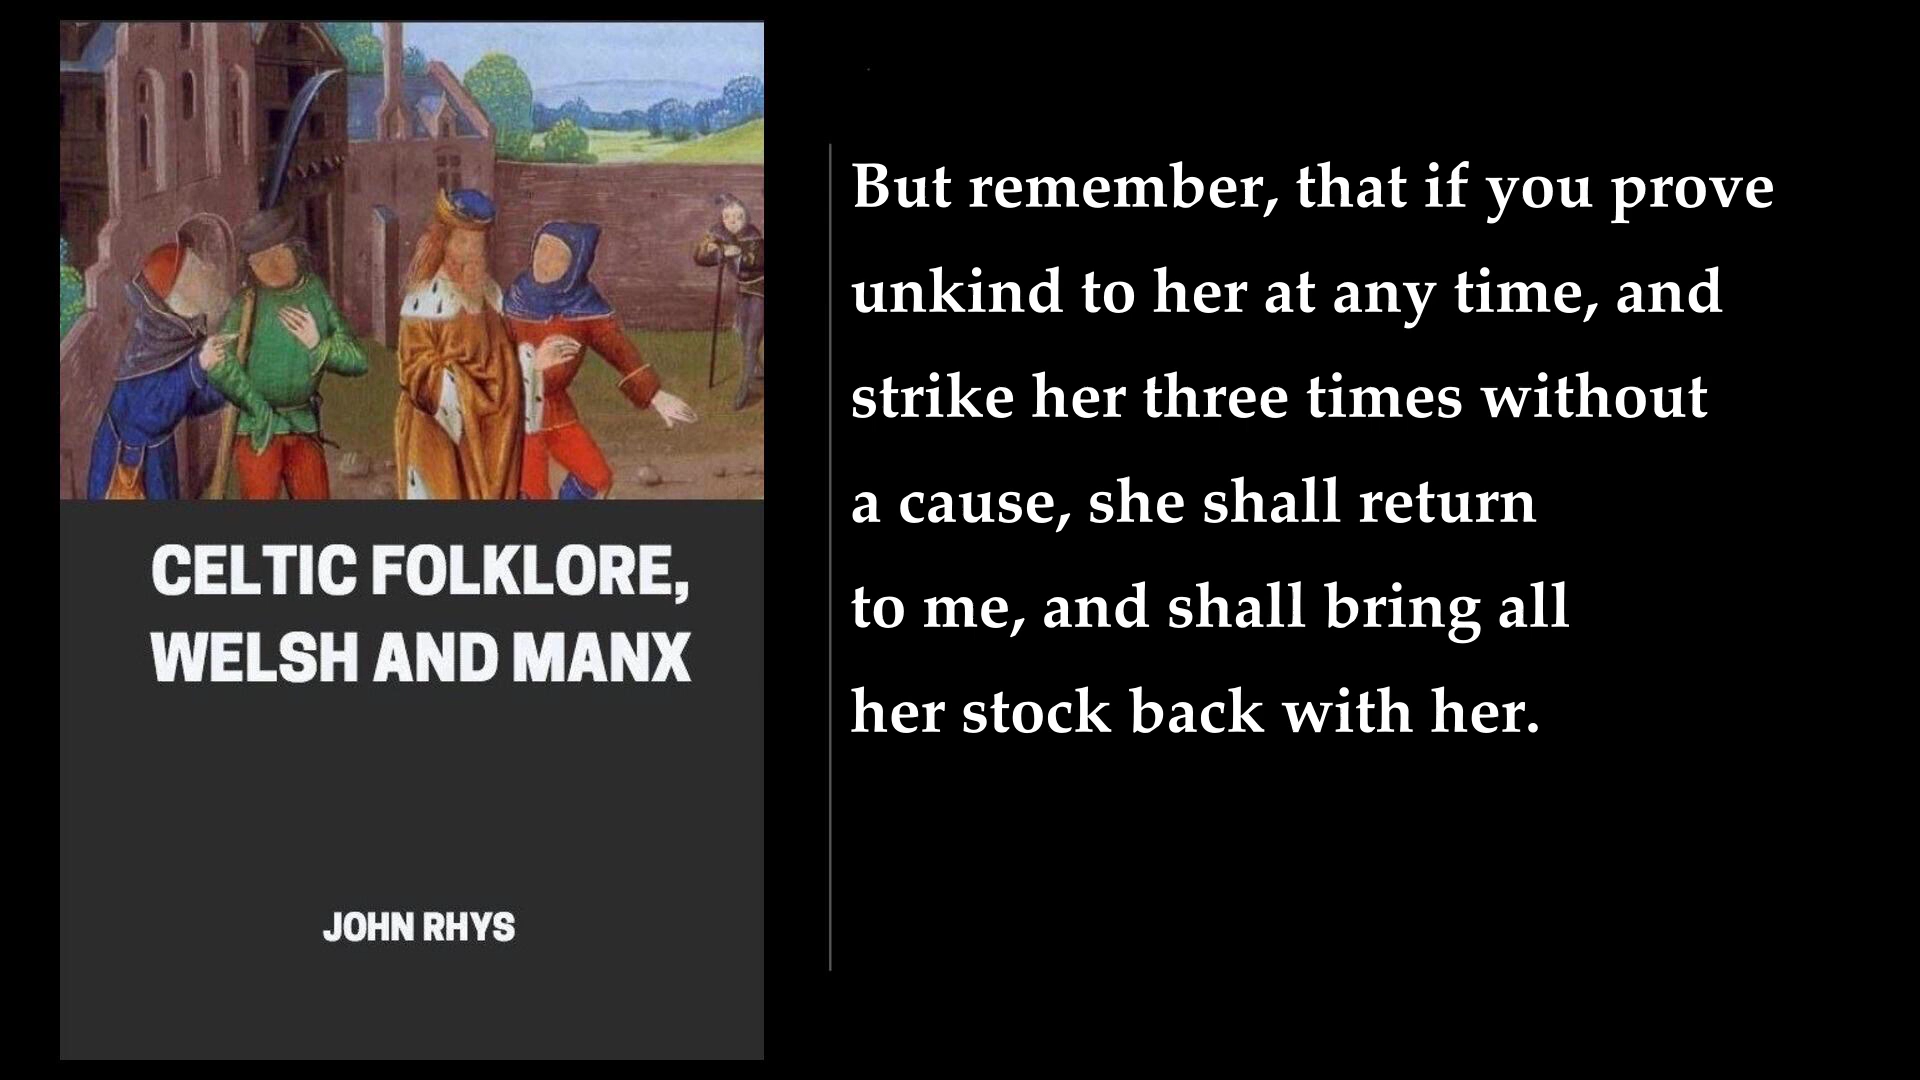 CELTIC FOLKLORE,
WELSH AND MANX
JOHN RHYS
But remember, that if you prove
unkind to her at any time, and
strike her three times without
a cause, she shall return
to me, and shall bring all
her stock back with her.